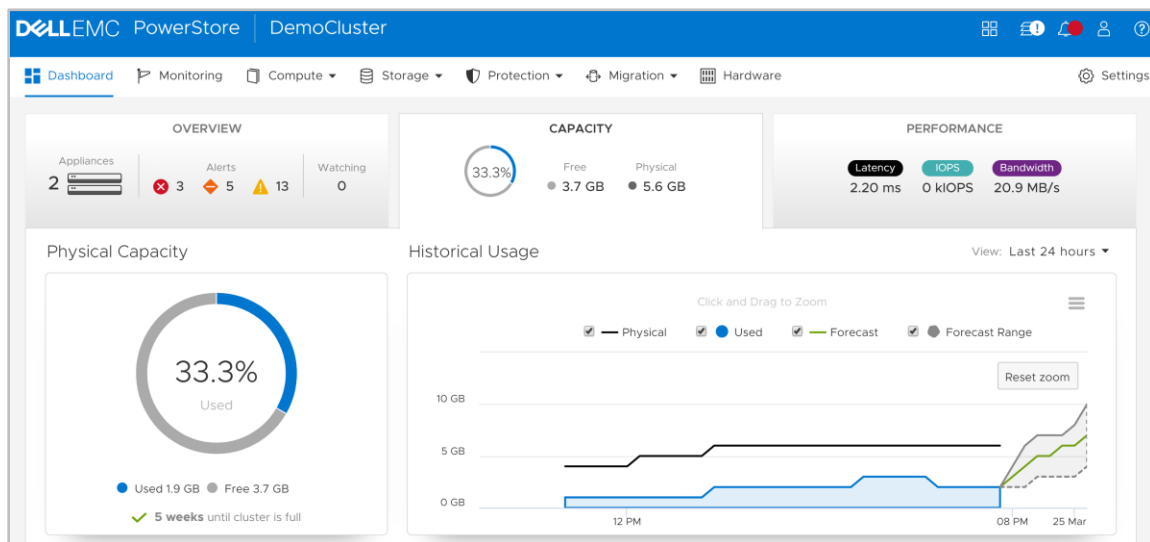 DELLEMC PowerStore DemoCluster
Dashboard Monitoring Compute Storage Protection Migration Hardware Settings
OVERVIEW
Appliances Alerts Watching
2 3 5 13 0
CAPACITY
33.3%
Free Physical
3.7 GB 5.6 GB
PERFORMANCE
Latency IOPS Bandwidth
2.20 ms 0 kIOPS 20.9 MB/s
Physical Capacity
33.3%
Used
Used 1.9 GB Free 3.7 GB
5 weeks until cluster is full
Historical Usage View: Last 24 hours
Click and Drag to Zoom
Physical Used Forecast Forecast Range
Reset zoom
10 GB
5 GB
0 GB
12 PM 08 PM 25 Mar